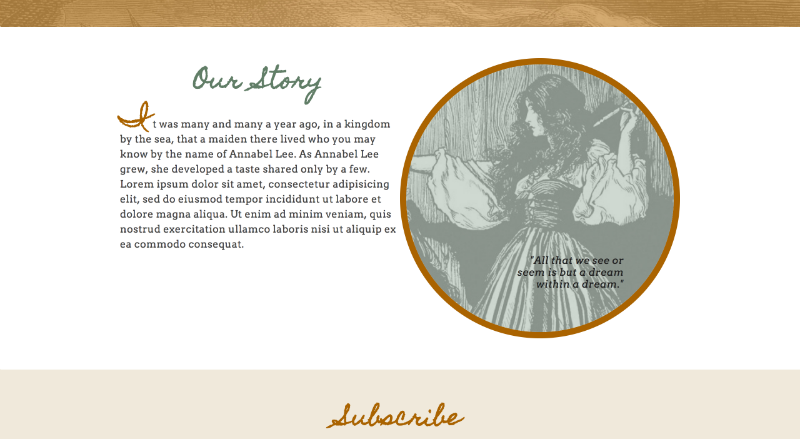 Our Story
It was many and many a year ago, in a kingdom
by the sea, that a maiden there lived who you may
know by the name of Annabel Lee. As Annabel Lee
grew, she developed a taste shared only by a few.
Lorem ipsum dolor sit amet, consectetur adipisicing
elit, sed do eiusmod tempor incididunt ut labore et
dolore magna aliqua. Ut enim ad minim veniam, quis
nostrud exercitation ullamco laboris nisi ut aliquip ex
ea commodo consequat.
"All that we see or
seem is but a dream
within a dream."
Subscribe